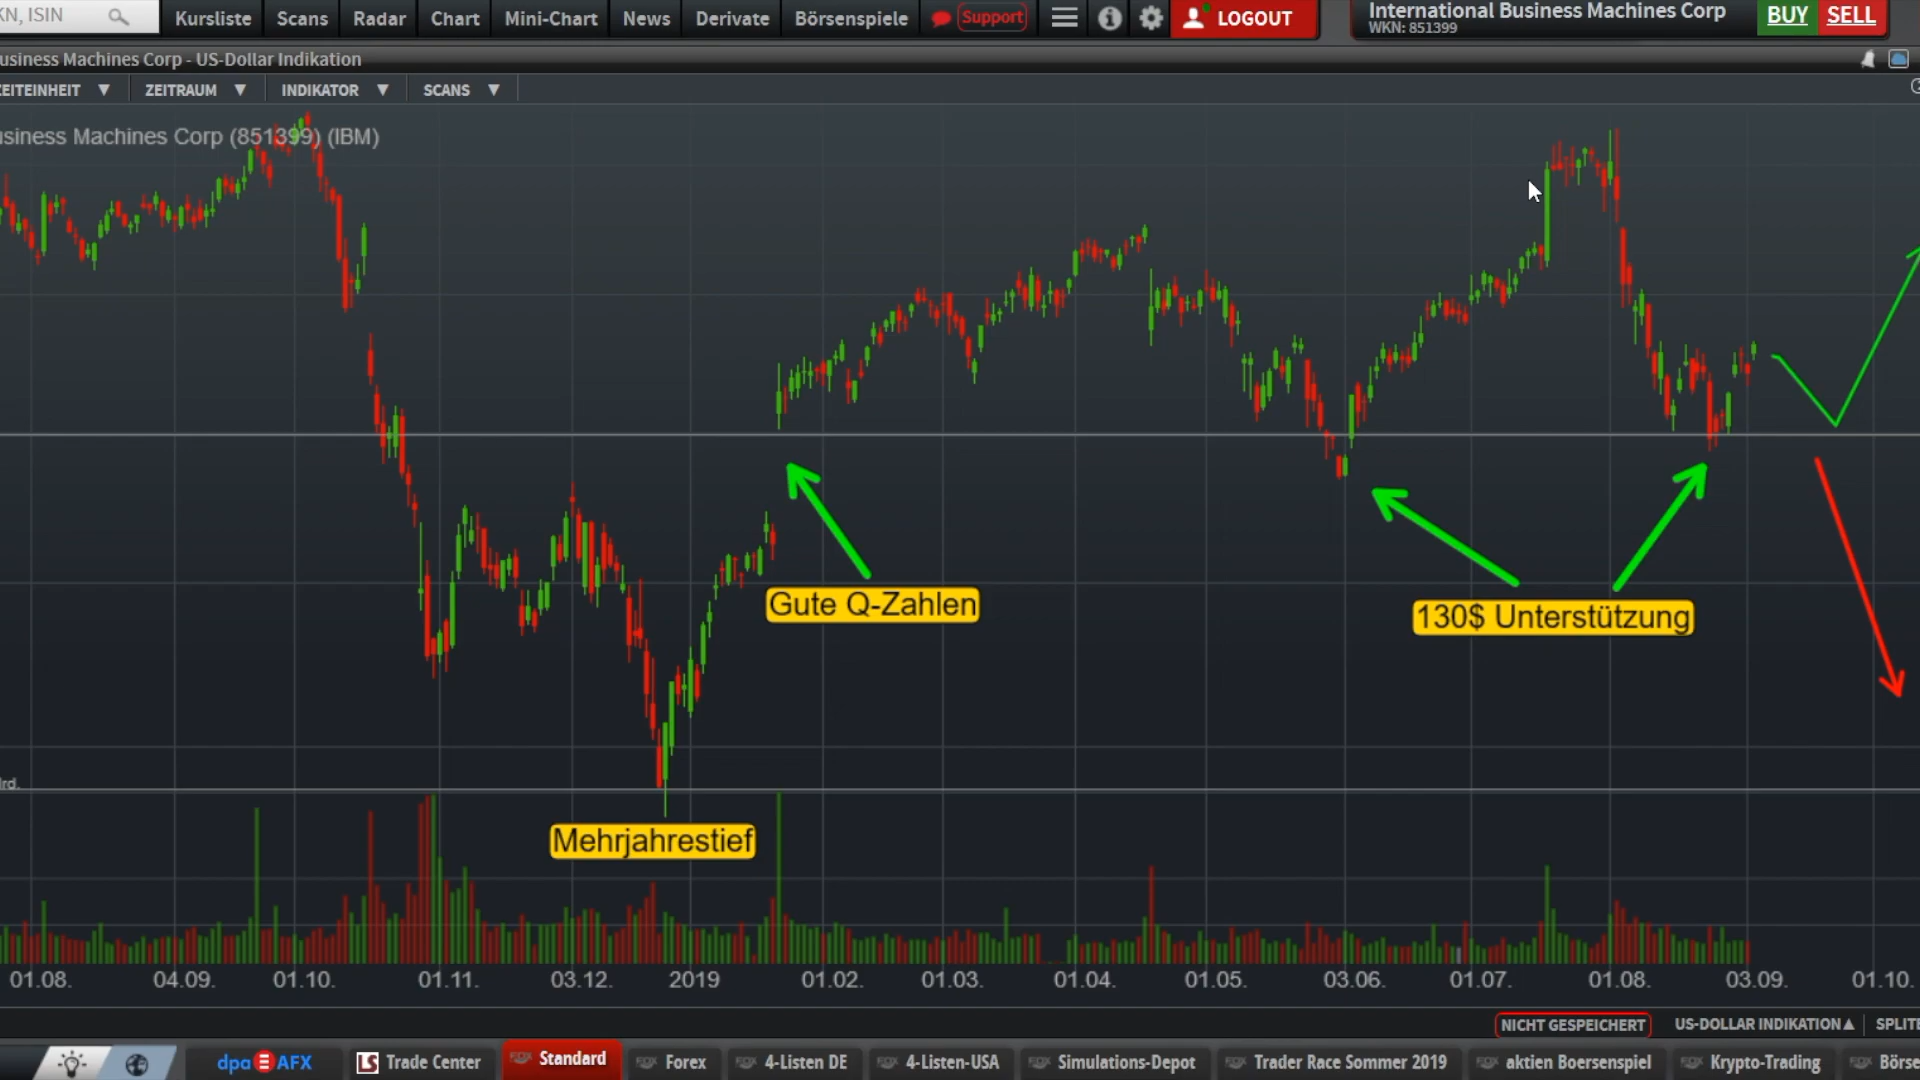 KN, ISIN
Kursliste
Scans
Radar
Chart
Mini-Chart
News
Derivate
Börsenspiele
Support
LOGOUT
International Business Machines Corp
WKN: 851399
BUY
SELL
usiness Machines Corp - US-Dollar Indikation
ZEITEINHEIT ▼
ZEITRAUM ▼
INDIKATOR ▼
SCANS ▼
usiness Machines Corp (851399) (IBM)
Gute Q-Zahlen
130$ Unterstützung
rd.
Mehrjahrestief
01.08.
04.09.
01.10.
01.11.
03.12.
2019
01.02.
01.03.
01.04.
01.05.
03.06.
01.07.
01.08.
03.09.
01.10.
NICHT GESPEICHERT
US-DOLLAR INDIKATION▲
SPLITE
dpa AFX
LS Trade Center
Standard
Forex
4-Listen DE
4-Listen-USA
Simulations-Depot
Trader Race Sommer 2019
aktien Boersenspiel
Krypto-Trading
Börse